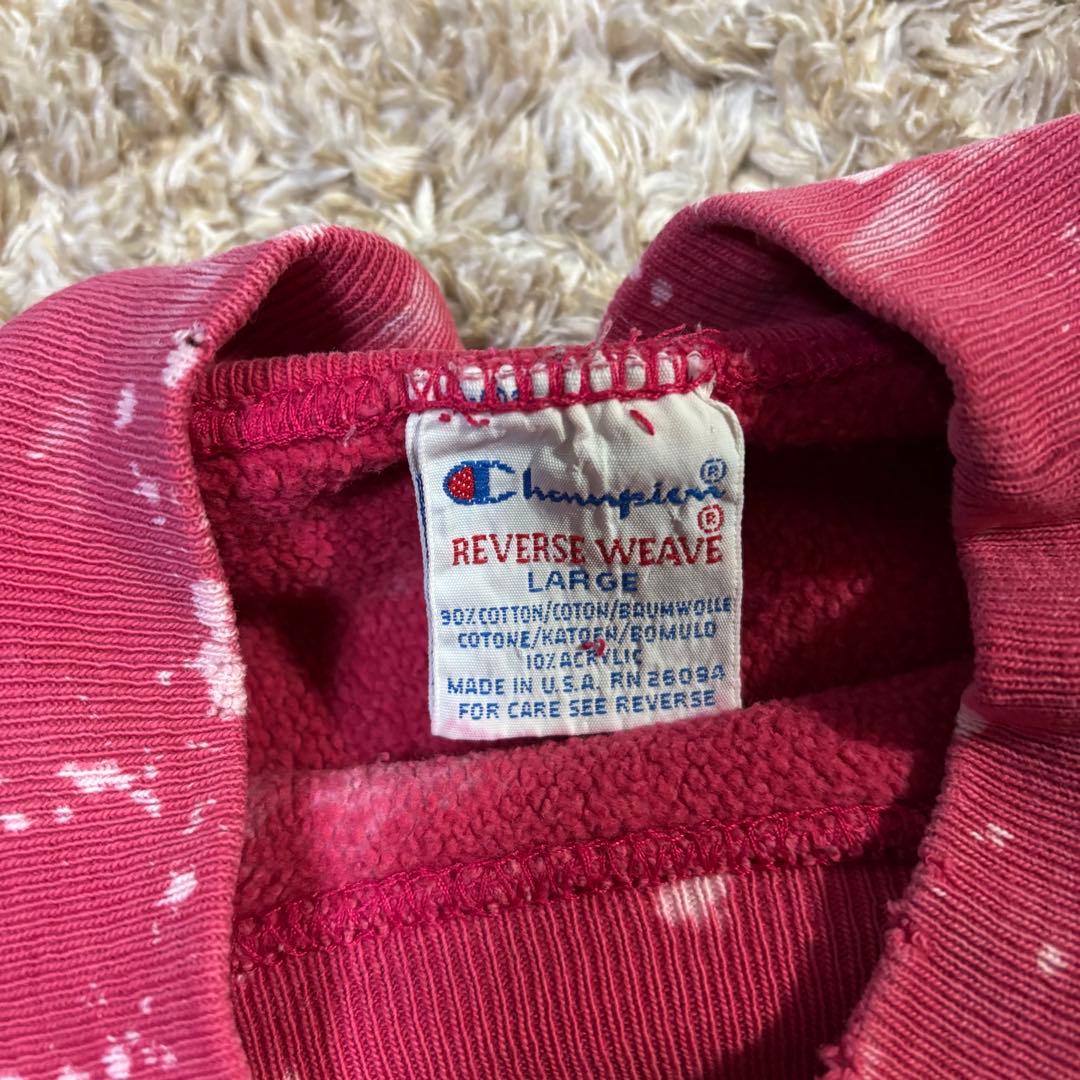 Champion®
REVERSE WEAVE®
LARGE
90%COTTON/COTON/BAUMWOLLE
COTONE/KATOEN/BOMULD
10% ACRYLIC
MADE IN U.S.A. RN 26094
FOR CARE SEE REVERSE